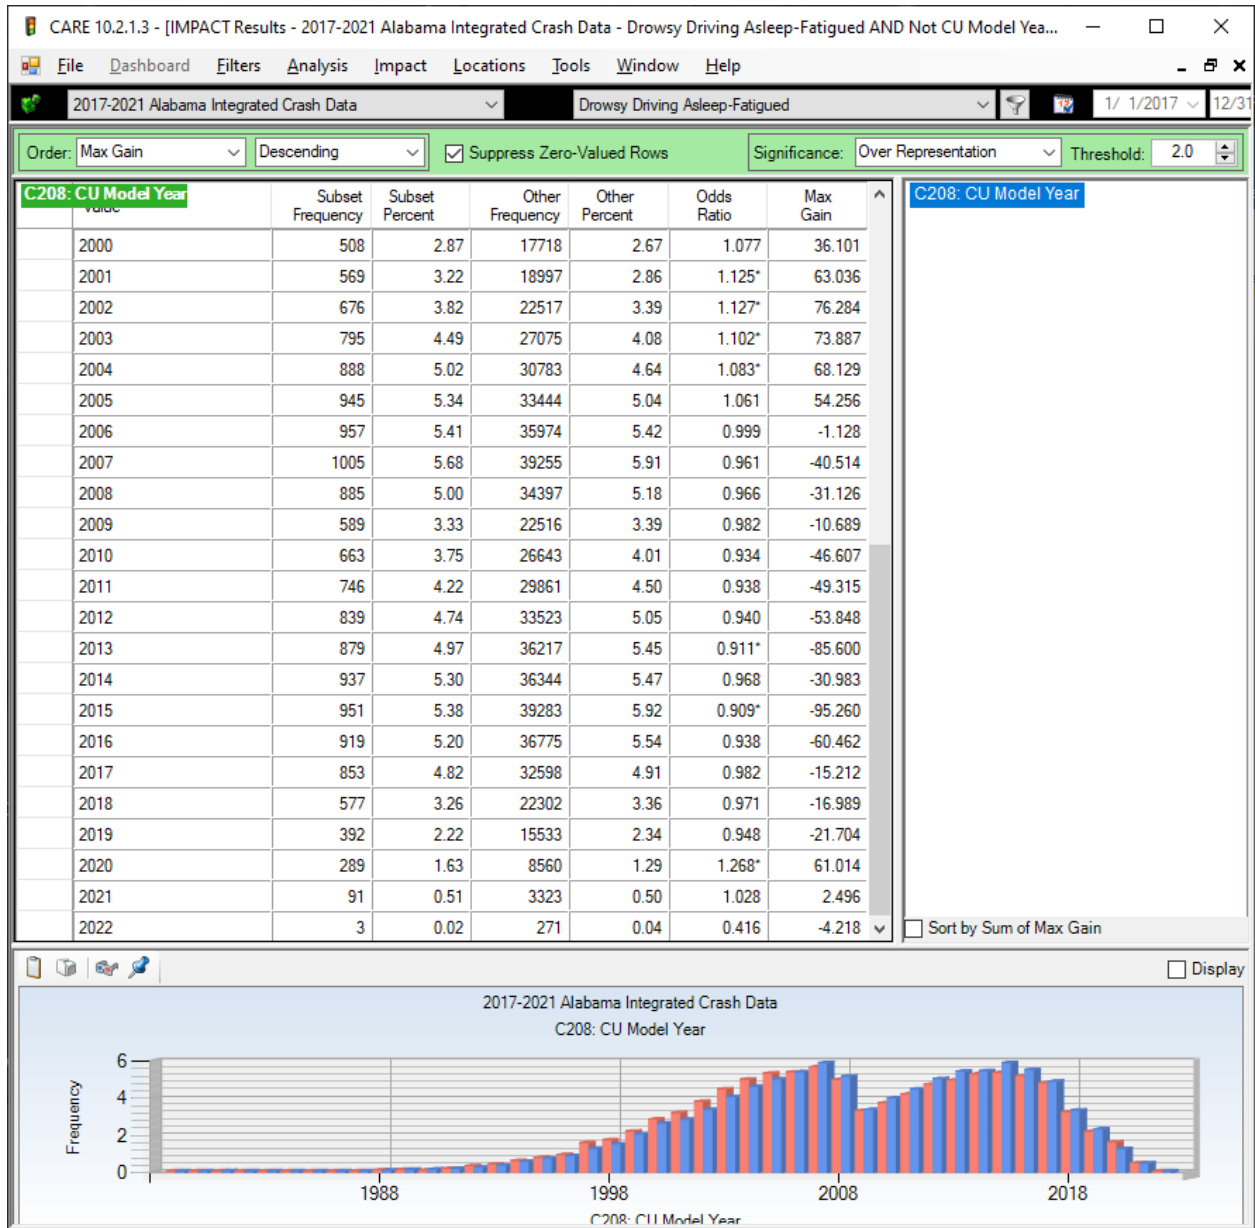 CARE 10.2.1.3 - [IMPACT Results - 2017-2021 Alabama Integrated Crash Data - Drowsy Driving Asleep-Fatigued AND Not CU Model Yea...
File Dashboard Filters Analysis Impact Locations Tools Window Help
2017-2021 Alabama Integrated Crash Data Drowsy Driving Asleep-Fatigued 1/ 1/2017 12/31
Order: Max Gain Descending Suppress Zero-Valued Rows Significance: Over Representation Threshold: 2.0
C208: CU Model Year Subset Frequency Subset Percent Other Frequency Other Percent Odds Ratio Max Gain C208: CU Model Year
2000 508 2.87 17718 2.67 1.077 36.101
2001 569 3.22 18997 2.86 1.125* 63.036
2002 676 3.82 22517 3.39 1.127* 76.284
2003 795 4.49 27075 4.08 1.102* 73.887
2004 888 5.02 30783 4.64 1.083* 68.129
2005 945 5.34 33444 5.04 1.061 54.256
2006 957 5.41 35974 5.42 0.999 -1.128
2007 1005 5.68 39255 5.91 0.961 -40.514
2008 885 5.00 34397 5.18 0.966 -31.126
2009 589 3.33 22516 3.39 0.982 -10.689
2010 663 3.75 26643 4.01 0.934 -46.607
2011 746 4.22 29861 4.50 0.938 -49.315
2012 839 4.74 33523 5.05 0.940 -53.848
2013 879 4.97 36217 5.45 0.911* -85.600
2014 937 5.30 36344 5.47 0.968 -30.983
2015 951 5.38 39283 5.92 0.909* -95.260
2016 919 5.20 36775 5.54 0.938 -60.462
2017 853 4.82 32598 4.91 0.982 -15.212
2018 577 3.26 22302 3.36 0.971 -16.989
2019 392 2.22 15533 2.34 0.948 -21.704
2020 289 1.63 8560 1.29 1.268* 61.014
2021 91 0.51 3323 0.50 1.028 2.496
2022 3 0.02 271 0.04 0.416 -4.218
Sort by Sum of Max Gain
Display
2017-2021 Alabama Integrated Crash Data
C208: CU Model Year
Frequency
6
4
2
0
1988 1998 2008 2018
C208: CU Model Year